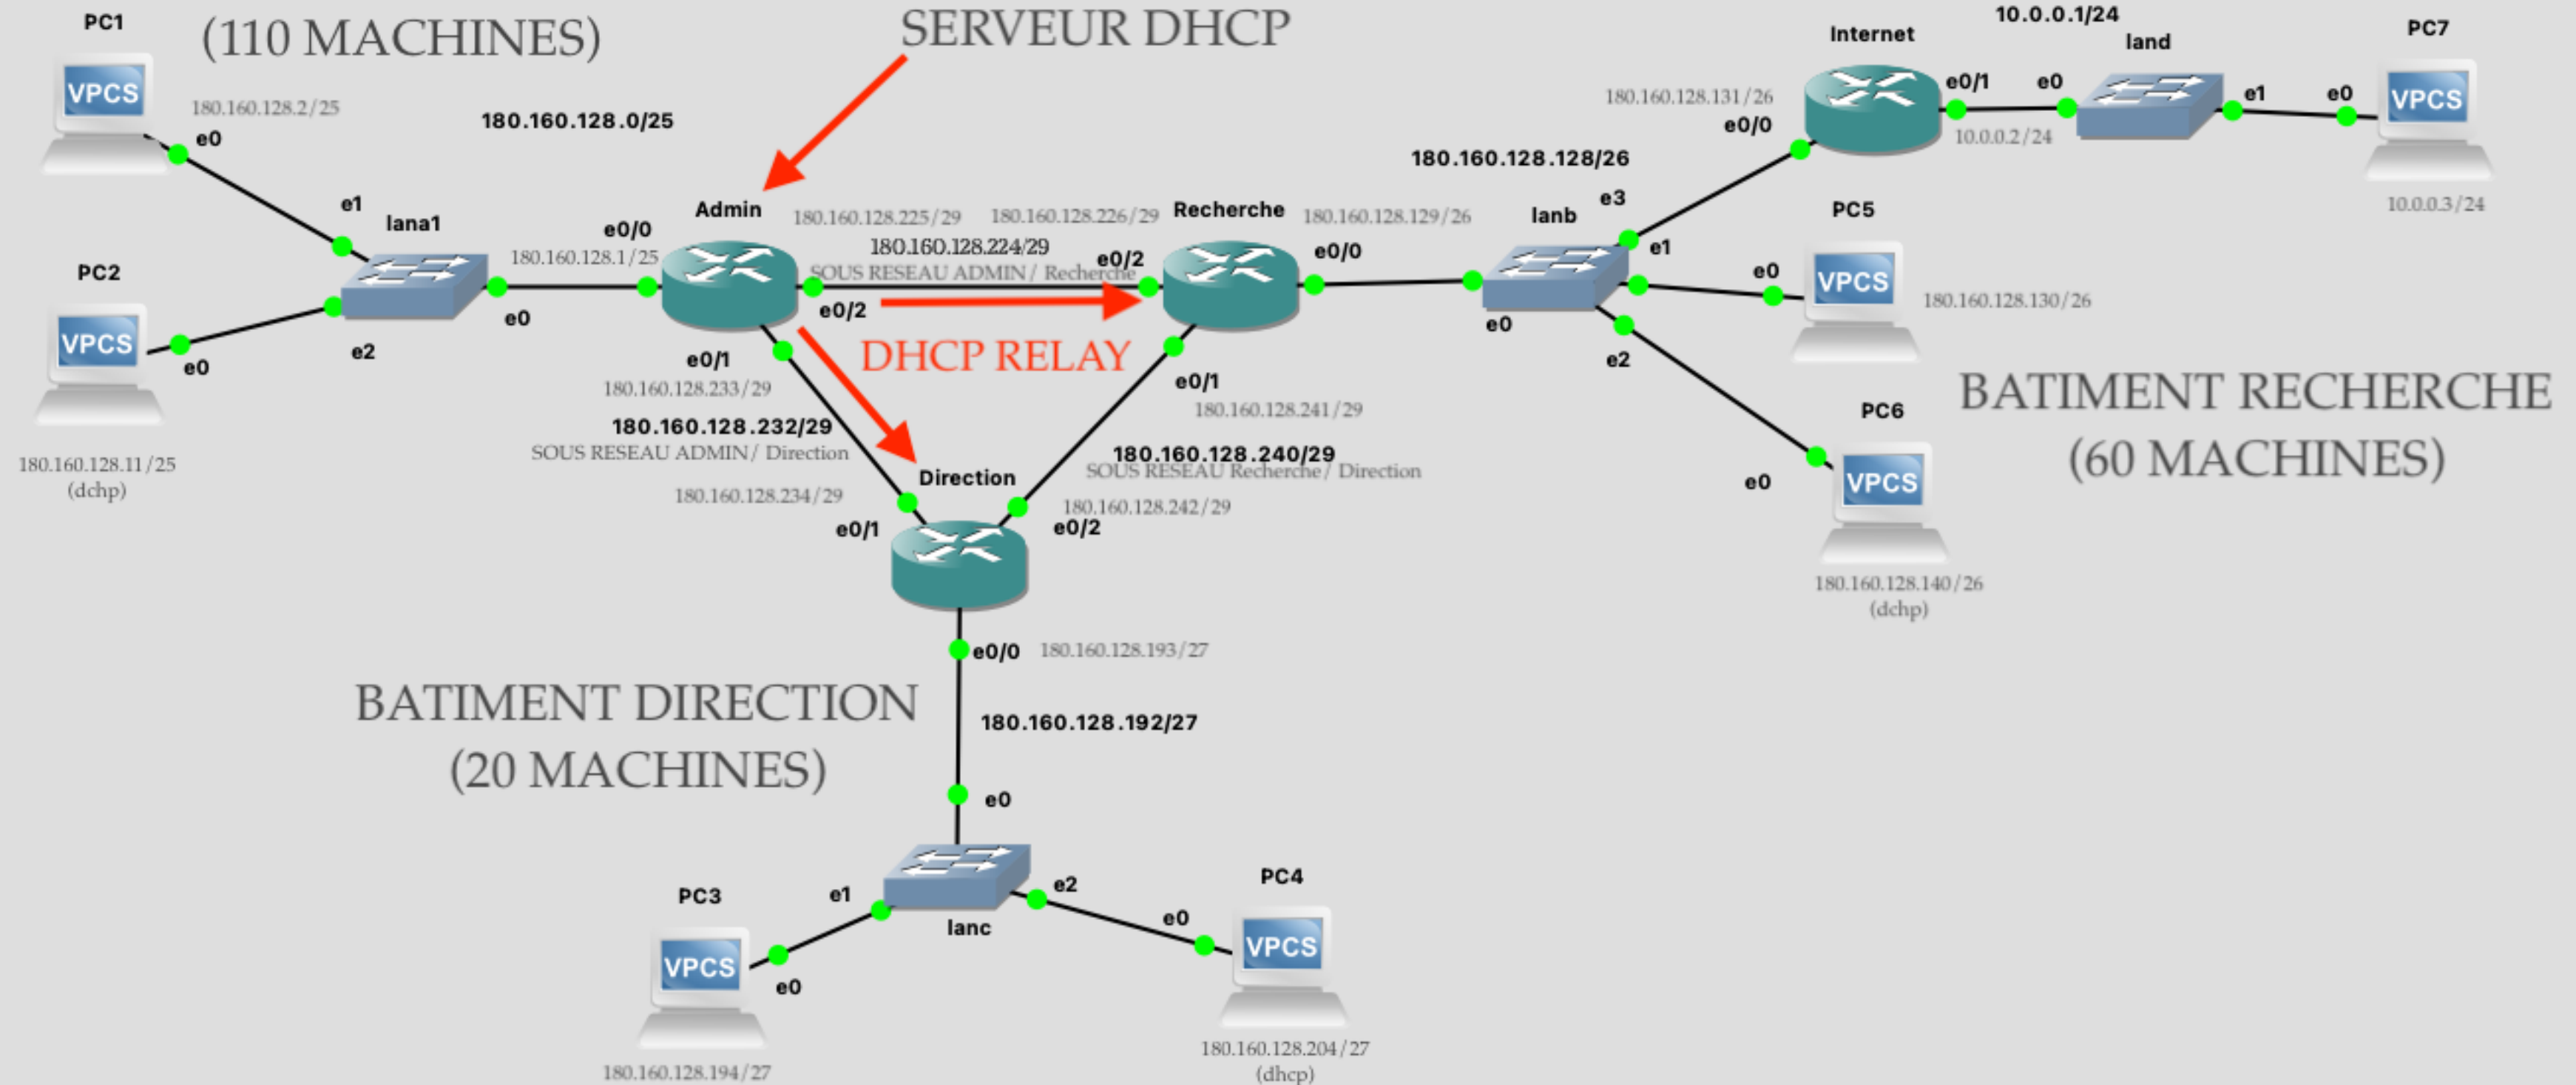 PC1
(110 MACHINES)
VPCS
180.160.128.2/25
e0
180.160.128.0/25
SERVEUR DHCP
e1
lana1
PC2
VPCS
e0
e2
180.160.128.11/25
(dchp)
e0
180.160.128.1/25
e0/0
Admin
180.160.128.225/29
180.160.128.226/29
180.160.128.224/29
SOUS RESEAU ADMIN/ Recherche
e0/2
e0/2
DHCP RELAY
Recherche
180.160.128.129/26
e0/0
e0/1
180.160.128.233/29
180.160.128.232/29
SOUS RESEAU ADMIN/ Direction
180.160.128.234/29
e0/1
e0/1
180.160.128.241/29
180.160.128.240/29
SOUS RESEAU Recherche/ Direction
180.160.128.242/29
e0/2
Direction
e0/0
180.160.128.193/27
180.160.128.192/27
BATIMENT DIRECTION
(20 MACHINES)
e0
lanc
e1
e2
PC3
VPCS
e0
180.160.128.194/27
PC4
VPCS
e0
180.160.128.204/27
(dhcp)
180.160.128.128/26
lanb
e0
e3
e1
e2
180.160.128.131/26
e0/0
Internet
e0/1
10.0.0.2/24
10.0.0.1/24
land
e0
e1
PC7
e0
VPCS
10.0.0.3/24
PC5
e0
VPCS
180.160.128.130/26
BATIMENT RECHERCHE
(60 MACHINES)
PC6
e0
VPCS
180.160.128.140/26
(dchp)